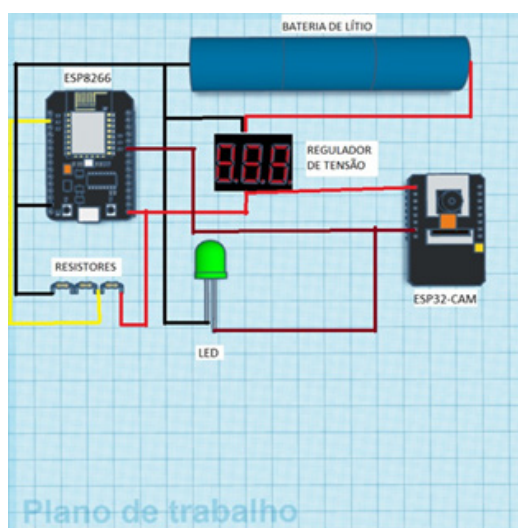 BATERIA DE LÍTIO
ESP8266
REGULADOR
DE TENSÃO
RESISTORES
ESP32-CAM
LED
Plano de trabalho